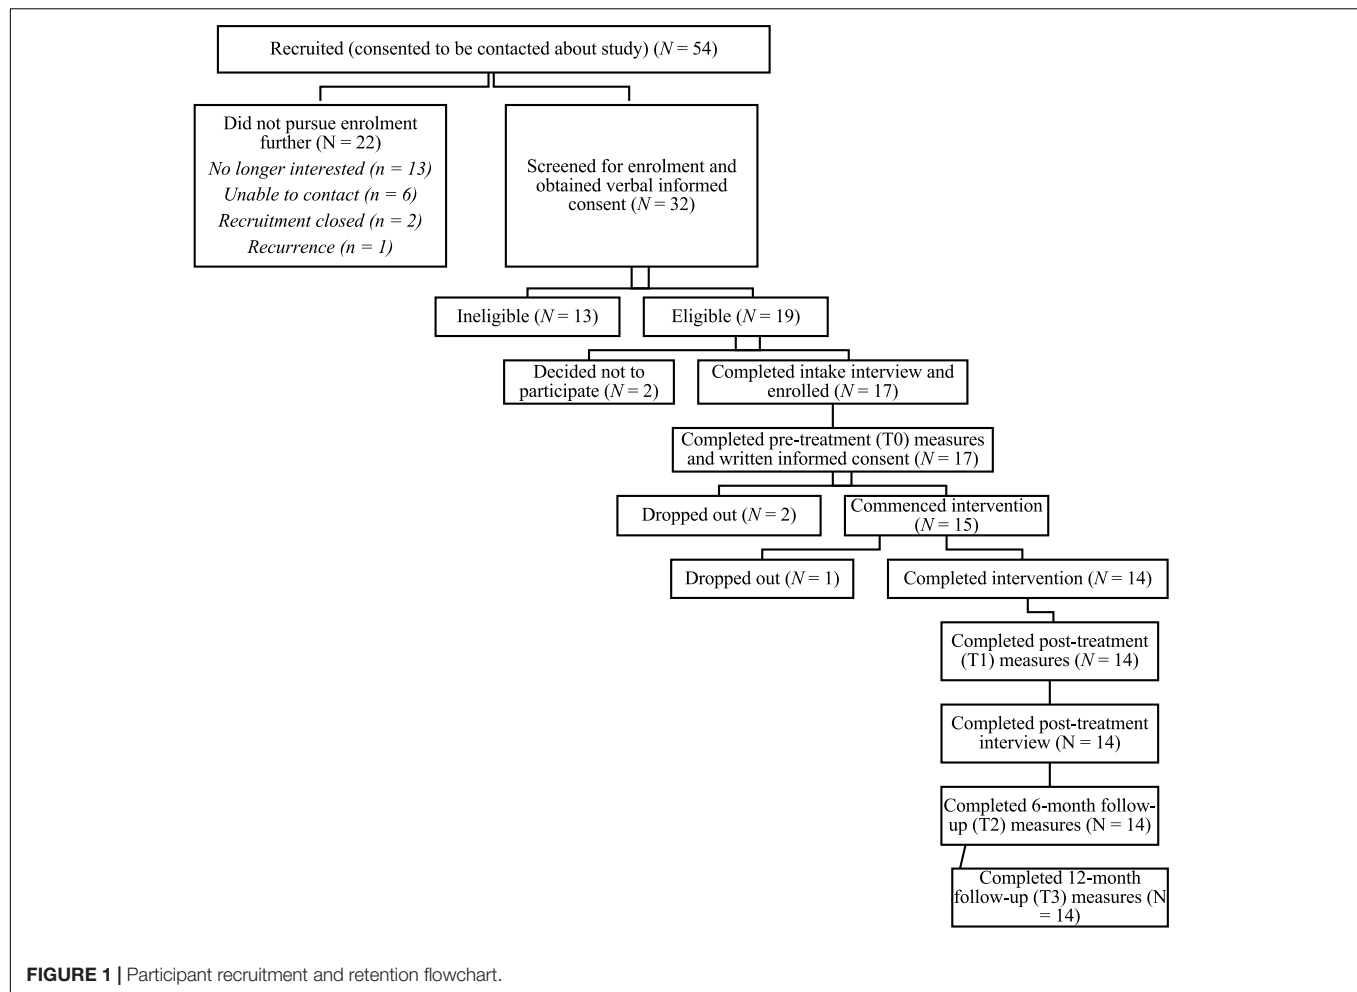 Recruited (consented to be contacted about study) (N = 54)
Did not pursue enrolment
further (N = 22)
No longer interested (n = 13)
Unable to contact (n = 6)
Recruitment closed (n = 2)
Recurrence (n = 1)
Screened for enrolment and
obtained verbal informed
consent (N = 32)
Ineligible (N = 13)
Eligible (N = 19)
Decided not to
participate (N = 2)
Completed intake interview and
enrolled (N = 17)
Completed pre-treatment (T0) measures
and written informed consent (N = 17)
Dropped out (N = 2)
Commenced intervention
(N = 15)
Dropped out (N = 1)
Completed intervention (N = 14)
Completed post-treatment
(T1) measures (N = 14)
Completed post-treatment
interview (N = 14)
Completed 6-month follow-
up (T2) measures (N = 14)
Completed 12-month
follow-up (T3) measures (N
= 14)
FIGURE 1 | Participant recruitment and retention flowchart.